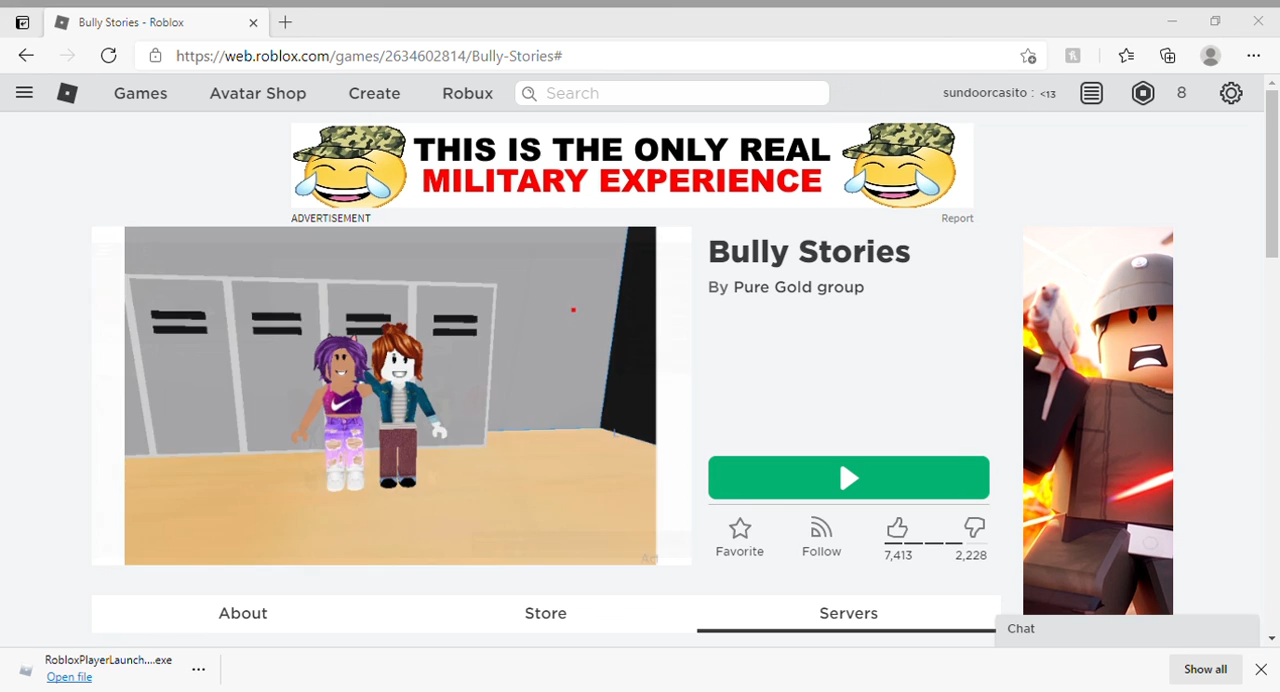 Bully Stories - Roblox
https://web.roblox.com/games/2634602814/Bully-Stories#
Games Avatar Shop Create Robux Search sundoorcasito : <13 8
THIS IS THE ONLY REAL
MILITARY EXPERIENCE
ADVERTISEMENT Report
Bully Stories
By Pure Gold group
Favorite Follow 7,413 2,228
About Store Servers
Chat
RobloxPlayerLaunch....exe
Open file
Show all